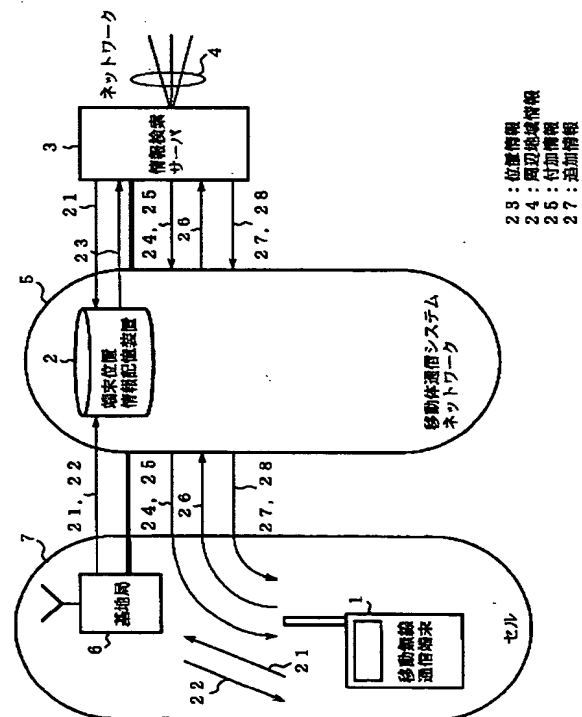 7
基地局
6
22
21
1
移動無線
通信端末
セル
21, 22
24, 25
26
27, 28
5
2
端末位置
情報記憶装置
移動体通信システム
ネットワーク
21
23
24, 25
26
27, 28
3
情報検索
サーバ
ネットワーク
4
23:位置情報
24:周辺地域情報
25:付加情報
27:追加情報